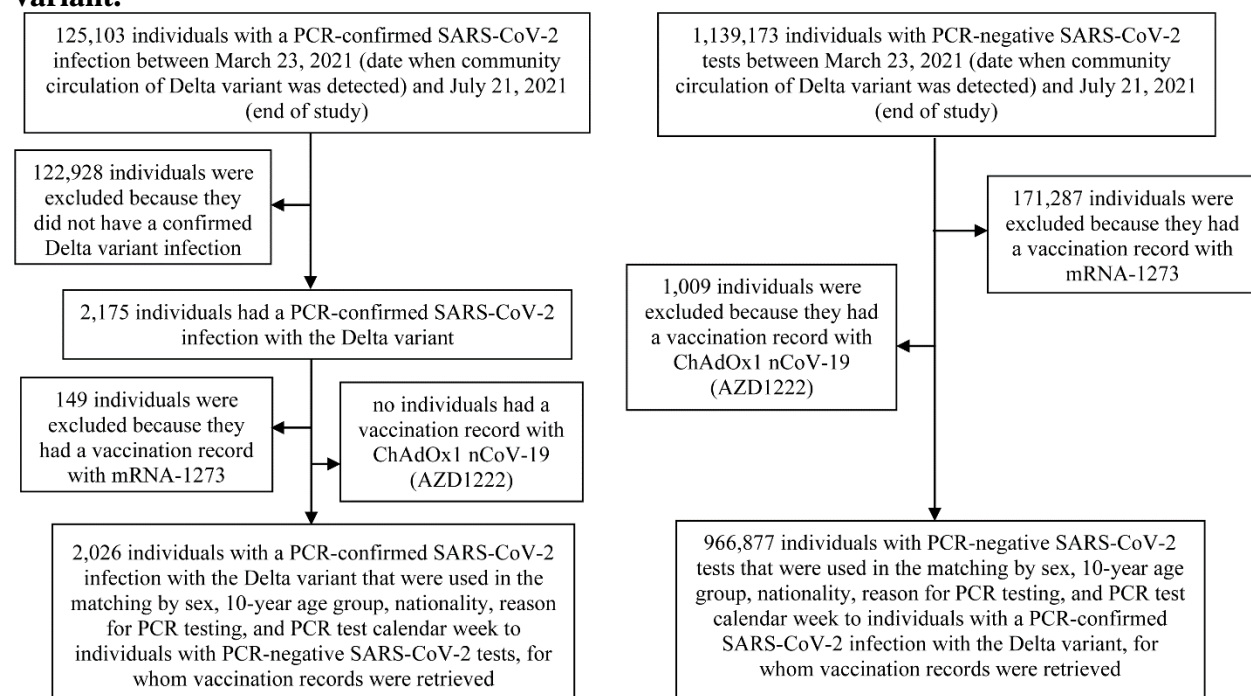 variant.
125,103 individuals with a PCR-confirmed SARS-CoV-2
infection between March 23, 2021 (date when community
circulation of Delta variant was detected) and July 21, 2021
(end of study)
122,928 individuals were
excluded because they
did not have a confirmed
Delta variant infection
2,175 individuals had a PCR-confirmed SARS-CoV-2
infection with the Delta variant
149 individuals were
excluded because they
had a vaccination record
with mRNA-1273
no individuals had a
vaccination record with
ChAdOx1 nCoV-19
(AZD1222)
2,026 individuals with a PCR-confirmed SARS-CoV-2
infection with the Delta variant that were used in the
matching by sex, 10-year age group, nationality, reason
for PCR testing, and PCR test calendar week to
individuals with PCR-negative SARS-CoV-2 tests, for
whom vaccination records were retrieved
1,139,173 individuals with PCR-negative SARS-CoV-2
tests between March 23, 2021 (date when community
circulation of Delta variant was detected) and July 21, 2021
(end of study)
171,287 individuals were
excluded because they had
a vaccination record with
mRNA-1273
1,009 individuals were
excluded because they had
a vaccination record with
ChAdOx1 nCoV-19
(AZD1222)
966,877 individuals with PCR-negative SARS-CoV-2
tests that were used in the matching by sex, 10-year age
group, nationality, reason for PCR testing, and PCR test
calendar week to individuals with a PCR-confirmed
SARS-CoV-2 infection with the Delta variant, for
whom vaccination records were retrieved